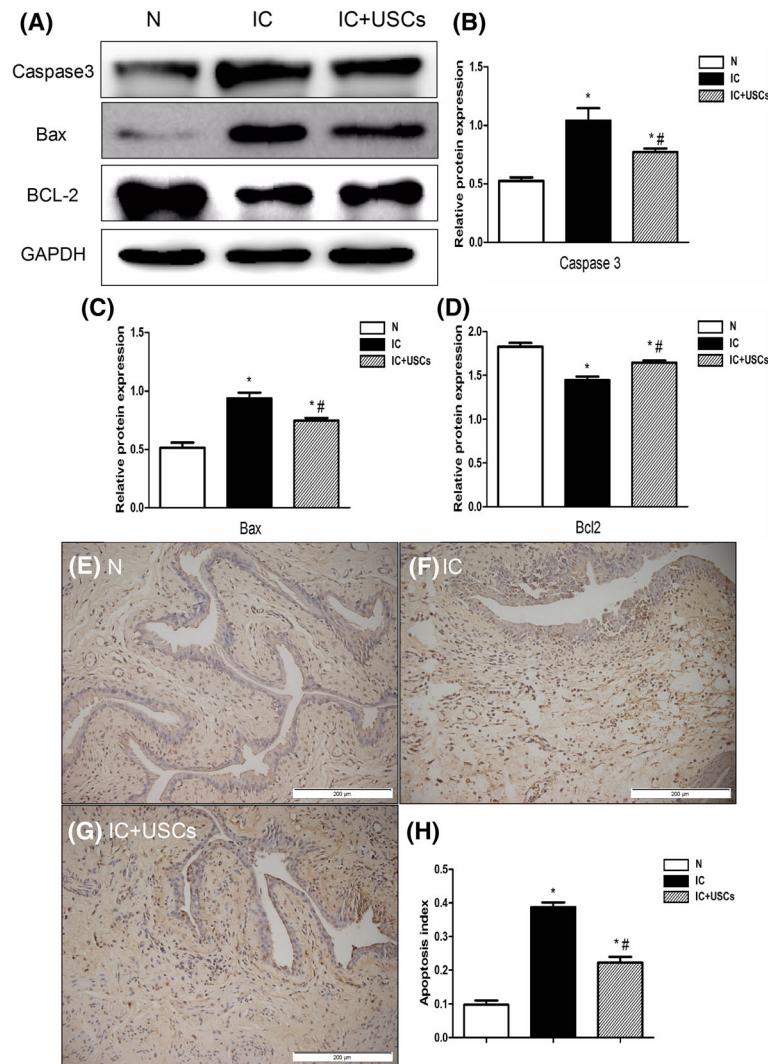 (A)
N IC IC+USCs
Caspase3
Bax
BCL-2
GAPDH
(B)
Relative protein expression
1.5
1.0
0.5
0.0
*
* #
Caspase 3
N
IC
IC+USCs
(C)
Relative protein expression
1.5
1.0
0.5
0.0
*
* #
Bax
N
IC
IC+USCs
(D)
Relative protein expression
2.0
1.5
1.0
0.5
0.0
*
* #
Bcl2
N
IC
IC+USCs
(E) N
200 µm
(F) IC
200 µm
(G) IC+USCs
200 µm
(H)
Apoptosis index
0.5
0.4
0.3
0.2
0.1
0.0
*
* #
N
IC
IC+USCs